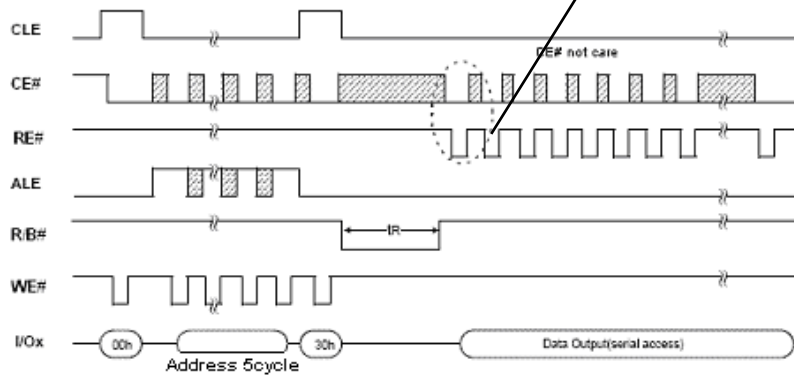 CLE
CE# not care
CE#
RE#
ALE
R/B#
tR
WE#
I/Ox
00h
30h
Data Output(serial access)
Address 5cycle